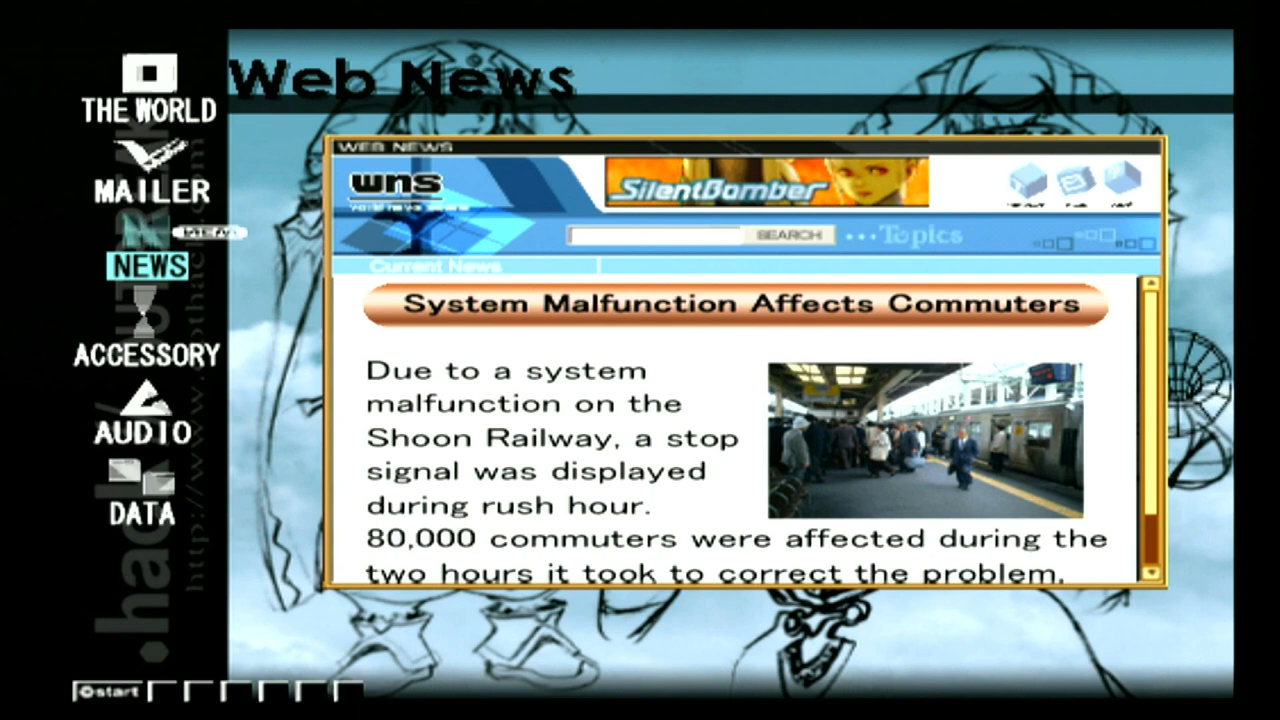 THE WORLD
MAILER
NEWS
ACCESSORY
AUDIO
DATA
Web News
WEB NEWS
wns
SilentBomber
SEARCH
...Topics
Current News
System Malfunction Affects Commuters
Due to a system
malfunction on the
Shoon Railway, a stop
signal was displayed
during rush hour.
80,000 commuters were affected during the
two hours it took to correct the problem.
.hack//OUTBREAK
start